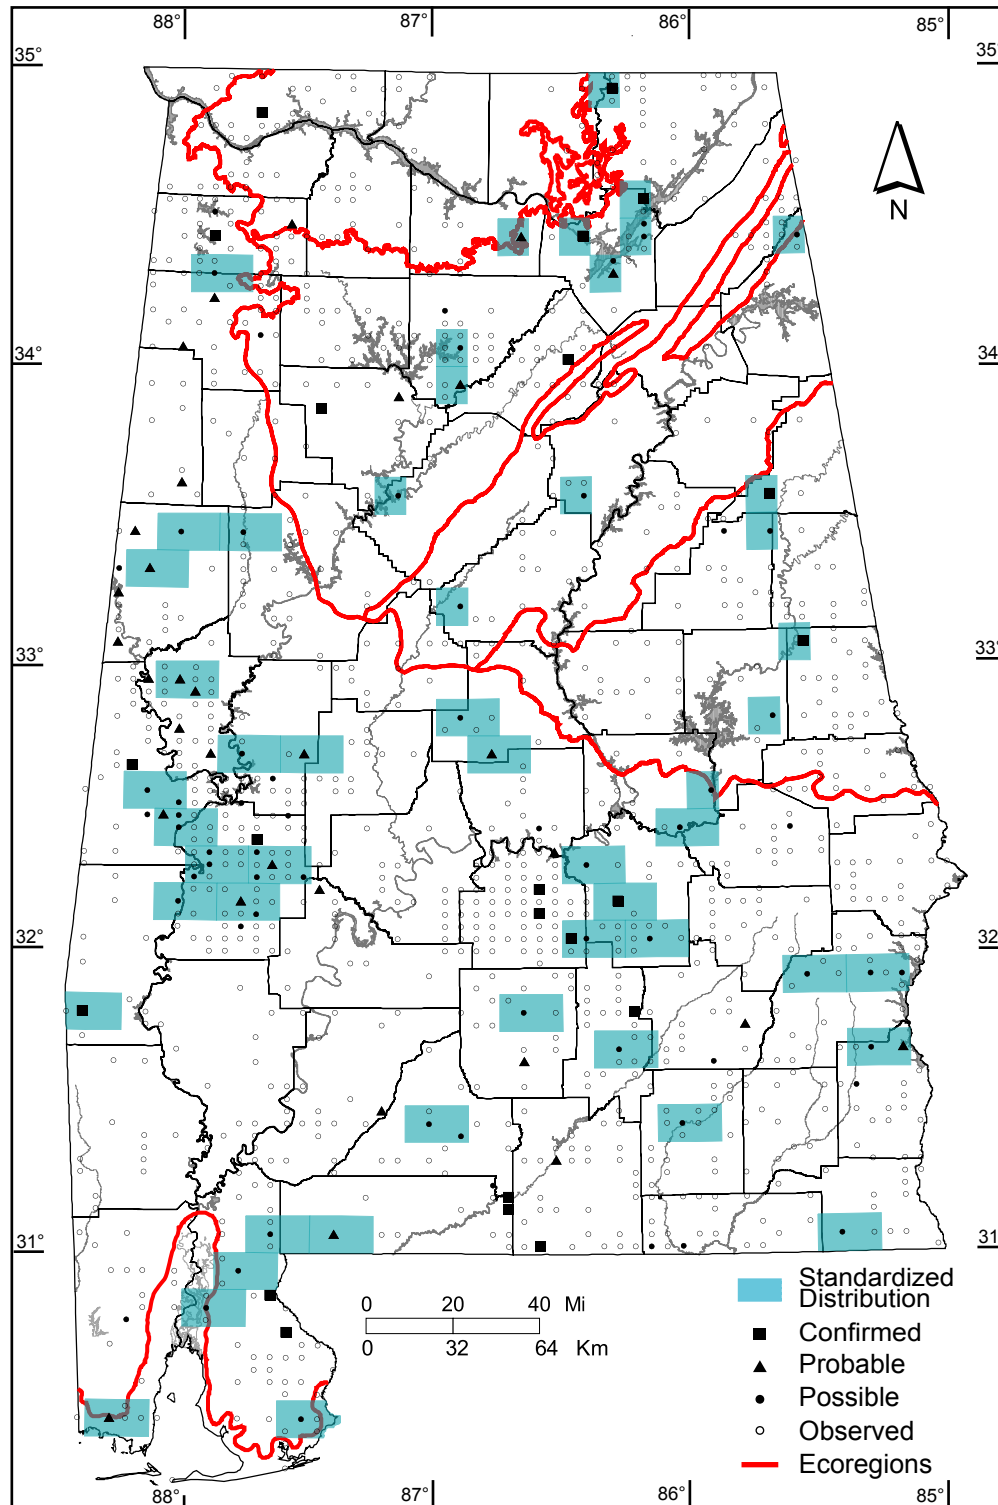 88° 87° 86° 85°
35° 35°
N
34° 34
33° 33°
32° 32
31° 31
Standardized
Distribution
0 20 40 Mi
Confirmed
0 32 64 Km
Probable
Possible
Observed
Ecoregions
88° 87° 86° 85°